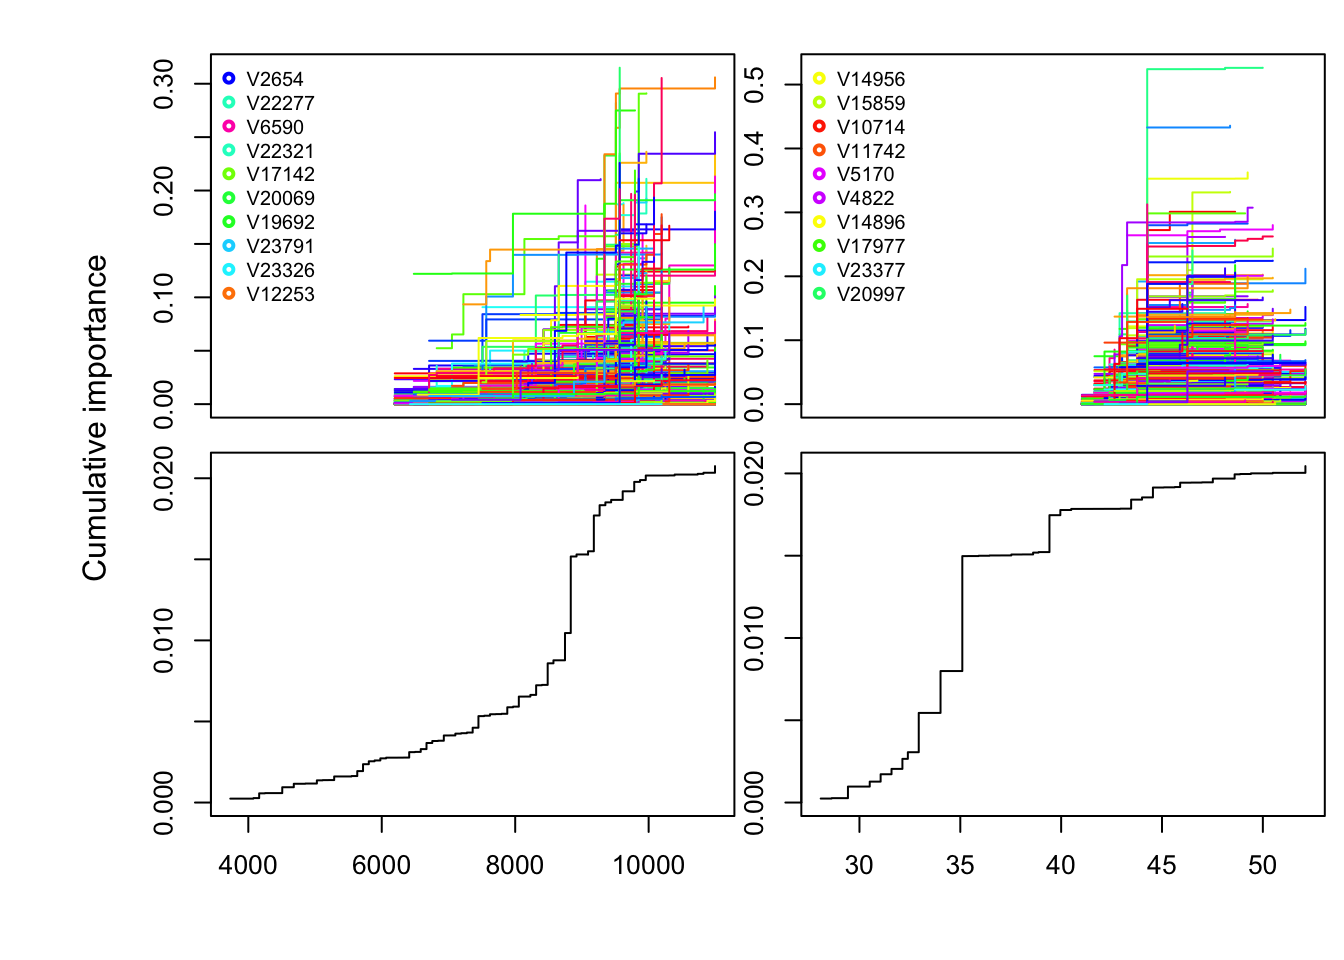 Cumulative importance
0.30
0.20
0.10
0.00
V2654
V22277
V6590
V22321
V17142
V20069
V19692
V23791
V23326
V12253
0.5
0.4
0.3
0.2
0.1
0.0
V14956
V15859
V10714
V11742
V5170
V4822
V14896
V17977
V23377
V20997
0.020
0.010
0.000
4000 6000 8000 10000
0.020
0.010
0.000
30 35 40 45 50